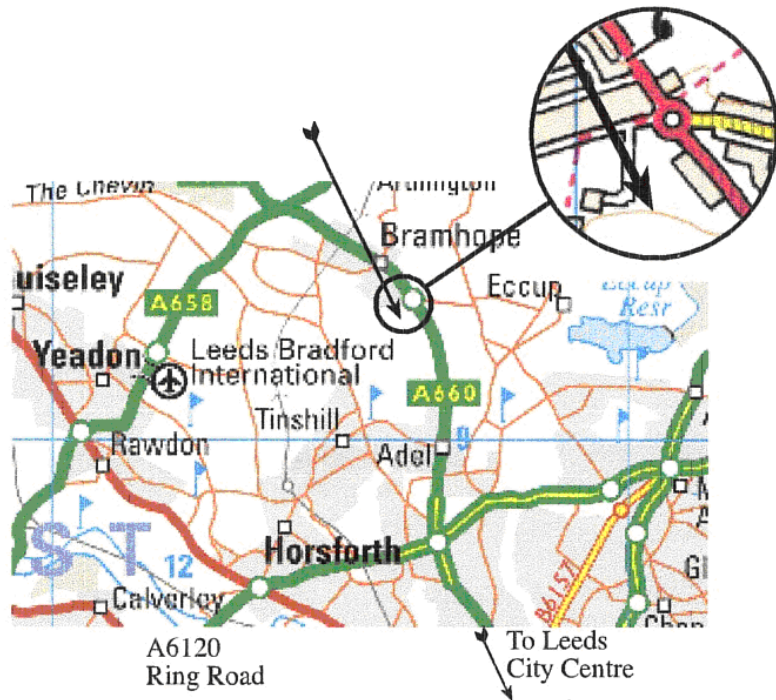 The Chevin
Arthington
Bramhope
uiseley
A658
Eccup
Eccup
Resr
Yeadon
Leeds Bradford
International
A660
Tinshill
Rawdon
Adel
9
Horsforth
S T
12
B6157
Calverley
A6120
Ring Road
To Leeds
City Centre